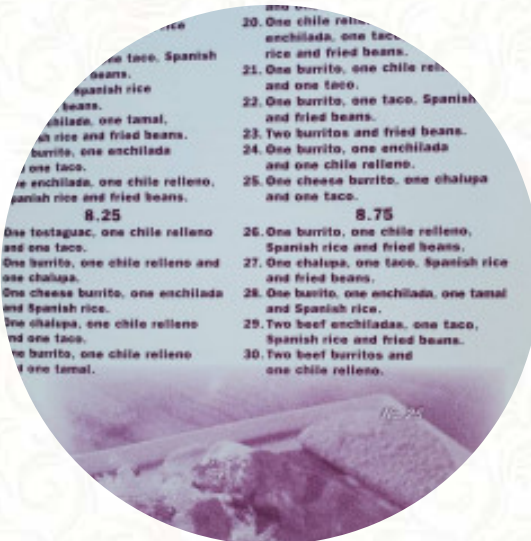 rice
one taco, Spanish
beans.
Spanish rice
beans.
enchilada, one tamal,
rice and fried beans.
burrito, one enchilada
one taco.
enchilada, one chile relleno,
Spanish rice and fried beans.
8.25
One tostaguac, one chile relleno
and one taco.
One burrito, one chile relleno and
one chalupa.
One cheese burrito, one enchilada
and Spanish rice.
One chalupa, one chile relleno
and one taco.
burrito, one chile relleno
one tamal.
20. One chile
enchilada, one
rice and fried beans.
21. One burrito, one chile
and one taco.
22. One burrito, one taco, Spanish
and fried beans.
23. Two burritos and fried beans.
24. One burrito, one enchilada
and one chile relleno.
25. One cheese burrito, one chalupa
and one taco.
8.75
26. One burrito, one chile relleno,
Spanish rice and fried beans.
27. One chalupa, one taco, Spanish rice
and fried beans.
28. One burrito, one enchilada, one tamal
and Spanish rice.
29. Two beef enchiladas, one taco,
Spanish rice and fried beans.
30. Two beef burritos and
one chile relleno.